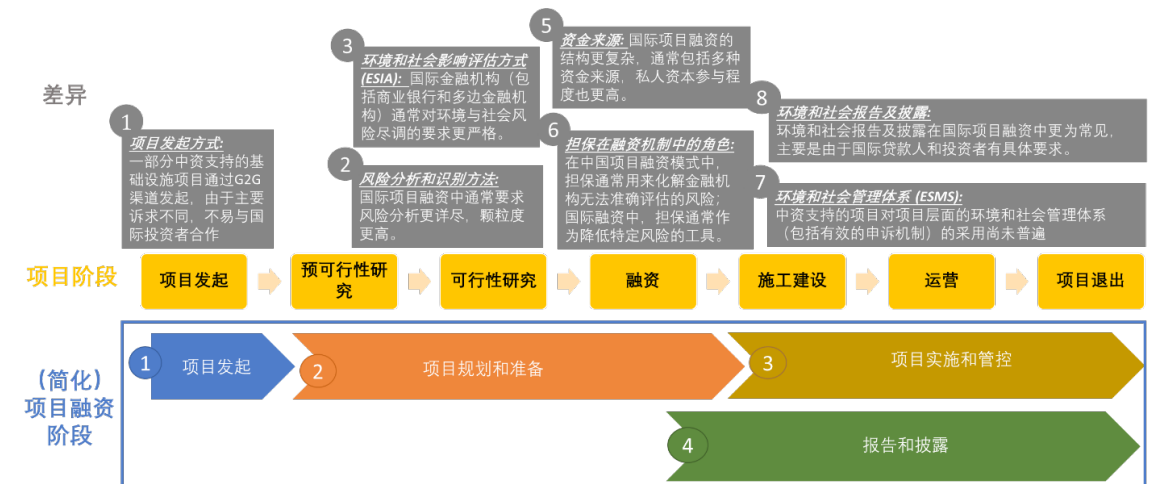 差异
1
项目发起方式:
一部分中资支持的基
础设施项目通过G2G
渠道发起，由于主要
诉求不同，不易与国
际投资者合作
3
环境和社会影响评估方式
(ESIA): 国际金融机构（包
括商业银行和多边金融机
构）通常对环境与社会风
险尽调的要求更严格。
2
风险分析和识别方法:
国际项目融资中通常要求
风险分析更详尽，颗粒度
更高。
5
资金来源: 国际项目融资的
结构更复杂，通常包括多种
资金来源，私人资本参与程
度也更高。
6
担保在融资机制中的角色:
在中国项目融资模式中，
担保通常用来化解金融机
构无法准确评估的风险；
国际融资中，担保通常作
为降低特定风险的工具。
8
环境和社会报告及披露:
环境和社会报告及披露在国际项目融资中更为常见，
主要是由于国际贷款人和投资者有具体要求。
7
环境和社会管理体系 (ESMS):
中资支持的项目对项目层面的环境和社会管理体系
（包括有效的申诉机制）的采用尚未普遍
项目阶段
项目发起
预可行性研
究
可行性研究
融资
施工建设
运营
项目退出
（简化）
项目融资
阶段
1
项目发起
2
项目规划和准备
3
项目实施和管控
4
报告和披露